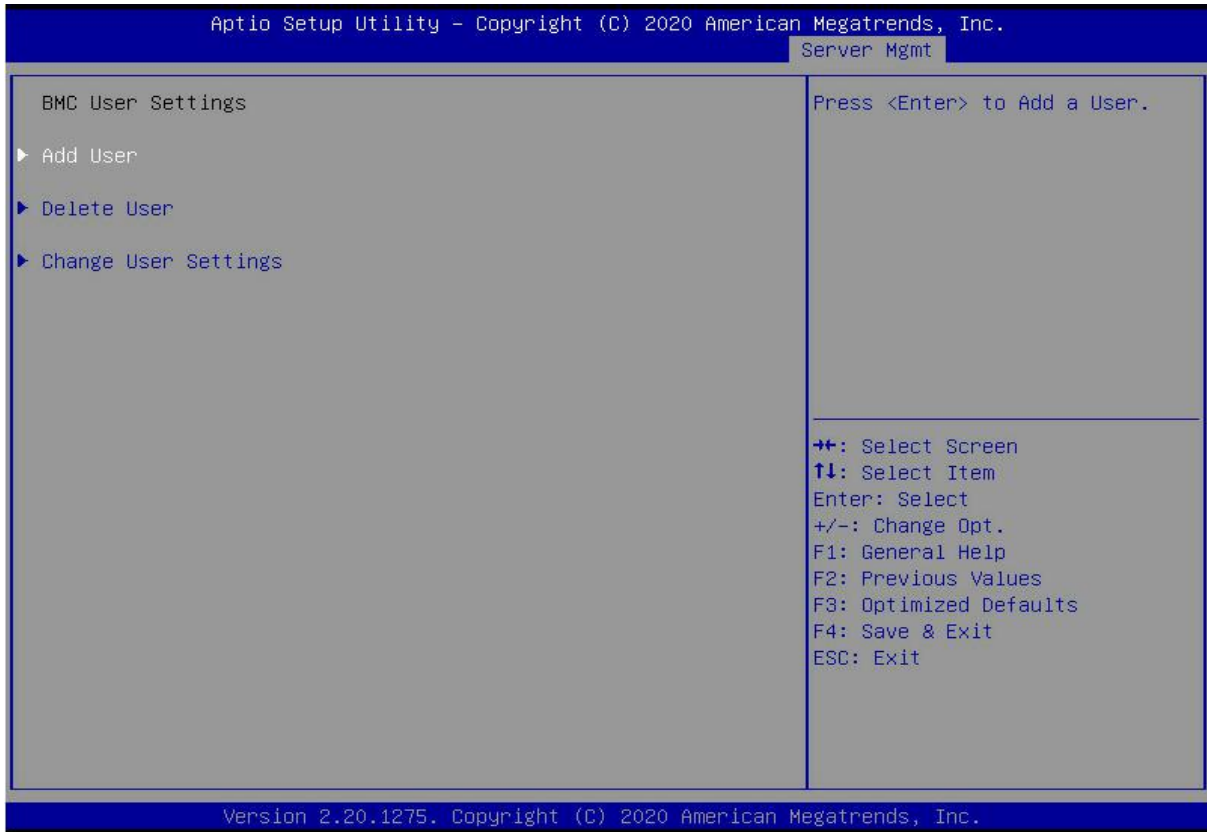 Aptio Setup Utility – Copyright (C) 2020 American Megatrends, Inc.
Server Mgmt
BMC User Settings
Add User
Delete User
Change User Settings
Press <Enter> to Add a User.
→←: Select Screen
↑↓: Select Item
Enter: Select
+/-: Change Opt.
F1: General Help
F2: Previous Values
F3: Optimized Defaults
F4: Save & Exit
ESC: Exit
Version 2.20.1275. Copyright (C) 2020 American Megatrends, Inc.